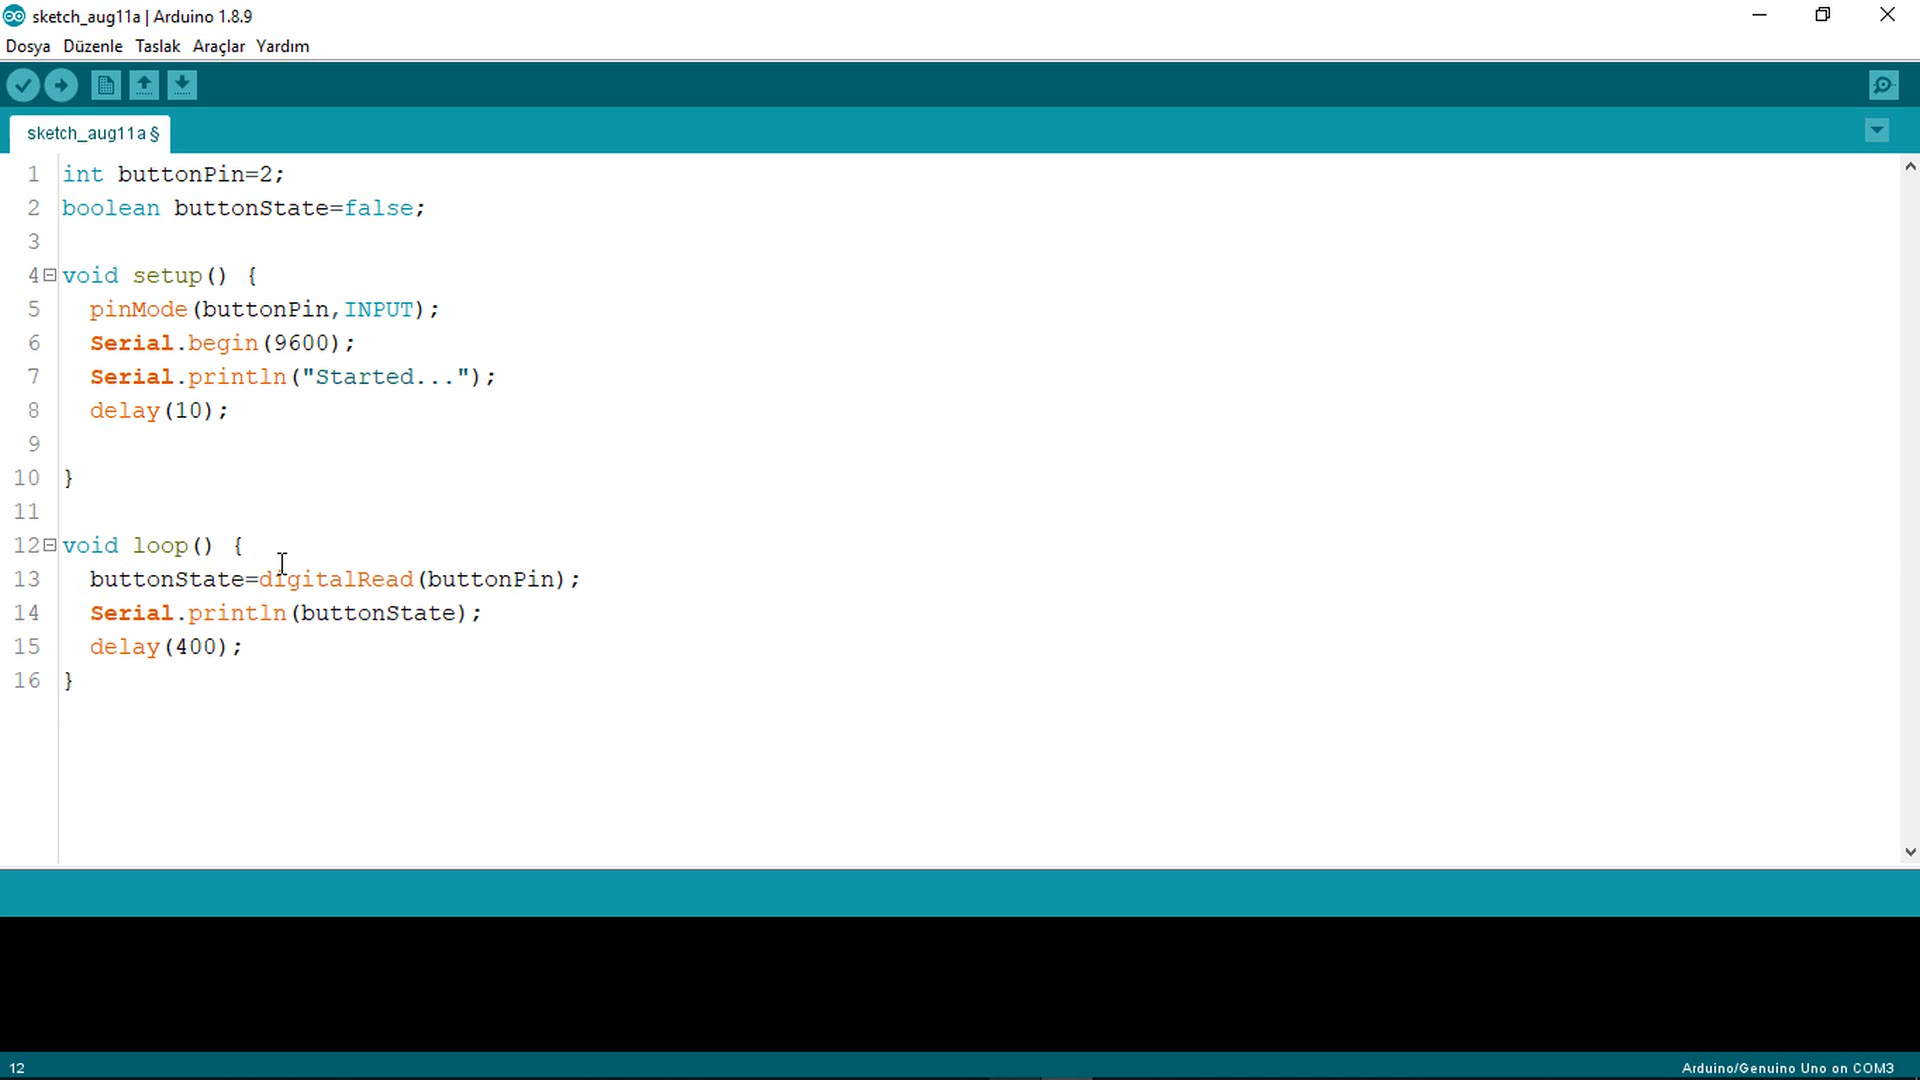 sketch_aug11a | Arduino 1.8.9
Dosya Düzenle Taslak Araçlar Yardım
sketch_aug11a §
1 int buttonPin=2;
2 boolean buttonState=false;
3
4 void setup() {
5 pinMode(buttonPin,INPUT);
6 Serial.begin(9600);
7 Serial.println("Started...");
8 delay(10);
9
10 }
11
12 void loop() {
13 buttonState=digitalRead(buttonPin);
14 Serial.println(buttonState);
15 delay(400);
16 }
12 Arduino/Genuino Uno on COM3